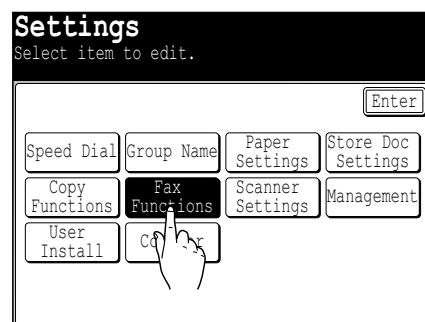 Settings
Select item to edit.
Enter
Speed Dial
Group Name
Paper
Settings
Store Doc
Settings
Copy
Functions
Fax
Functions
Scanner
Settings
Management
User
Install